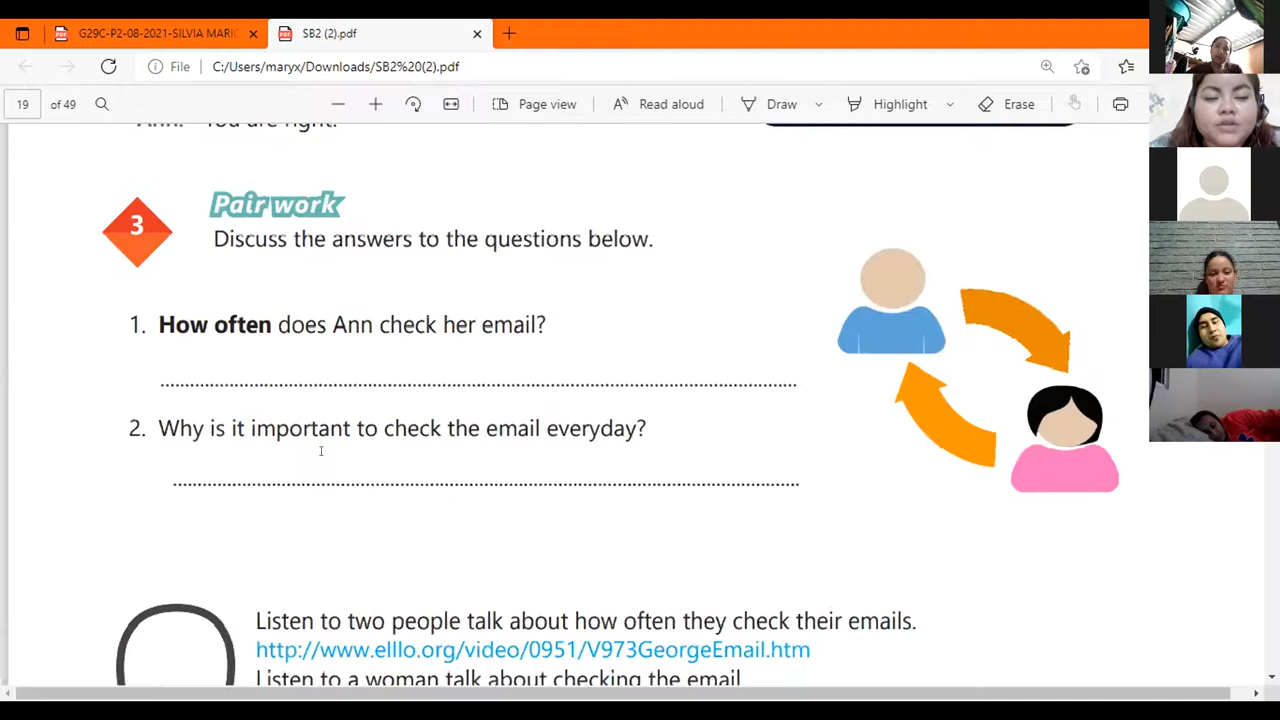 G29C-P2-08-2021-SILVIA MARIC
SB2 (2).pdf
File C:/Users/maryx/Downloads/SB2%20(2).pdf
19 of 49 Page view Read aloud Draw Highlight Erase
Ann: You are right.
3
Pair work
Discuss the answers to the questions below.
1. How often does Ann check her email?
2. Why is it important to check the email everyday?
Listen to two people talk about how often they check their emails.
http://www.elllo.org/video/0951/V973GeorgeEmail.htm
Listen to a woman talk about checking the email